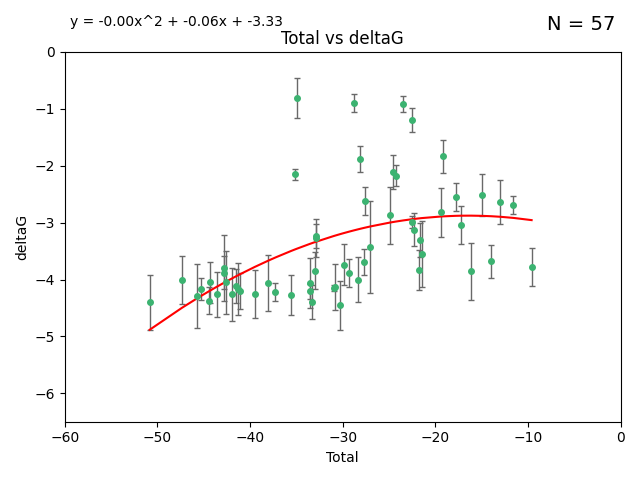 y = -0.00x^2 + -0.06x + -3.33
N = 57
Total vs deltaG
0
−1
−2
−3
−4
−5
−6
deltaG
−60 −50 −40 −30 −20 −10 0
Total